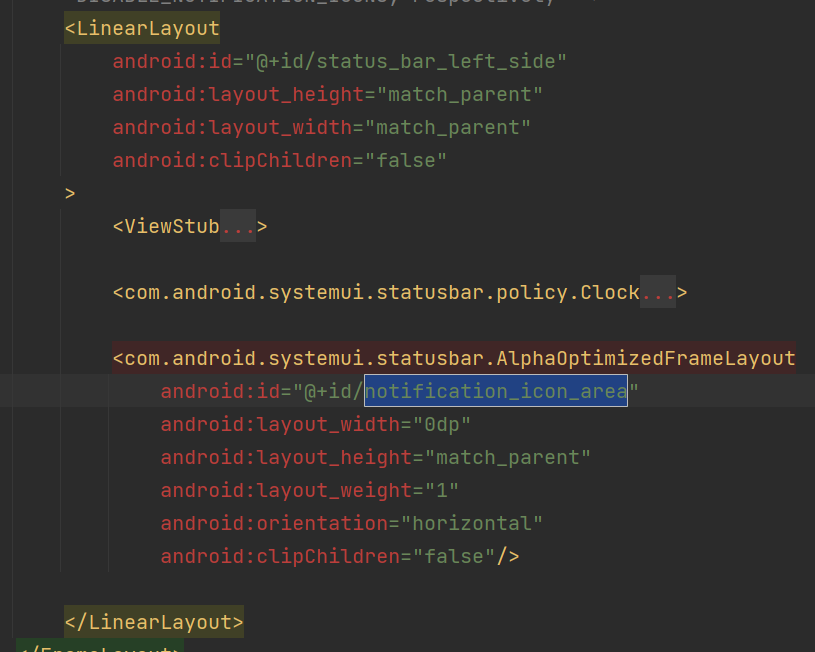 <LinearLayout
android:id="@+id/status_bar_left_side"
android:layout_height="match_parent"
android:layout_width="match_parent"
android:clipChildren="false"
>
<ViewStub...>
<com.android.systemui.statusbar.policy.Clock...>
<com.android.systemui.statusbar.AlphaOptimizedFrameLayout
android:id="@+id/notification_icon_area"
android:layout_width="0dp"
android:layout_height="match_parent"
android:layout_weight="1"
android:orientation="horizontal"
android:clipChildren="false"/>
</LinearLayout>
</FrameLayout>